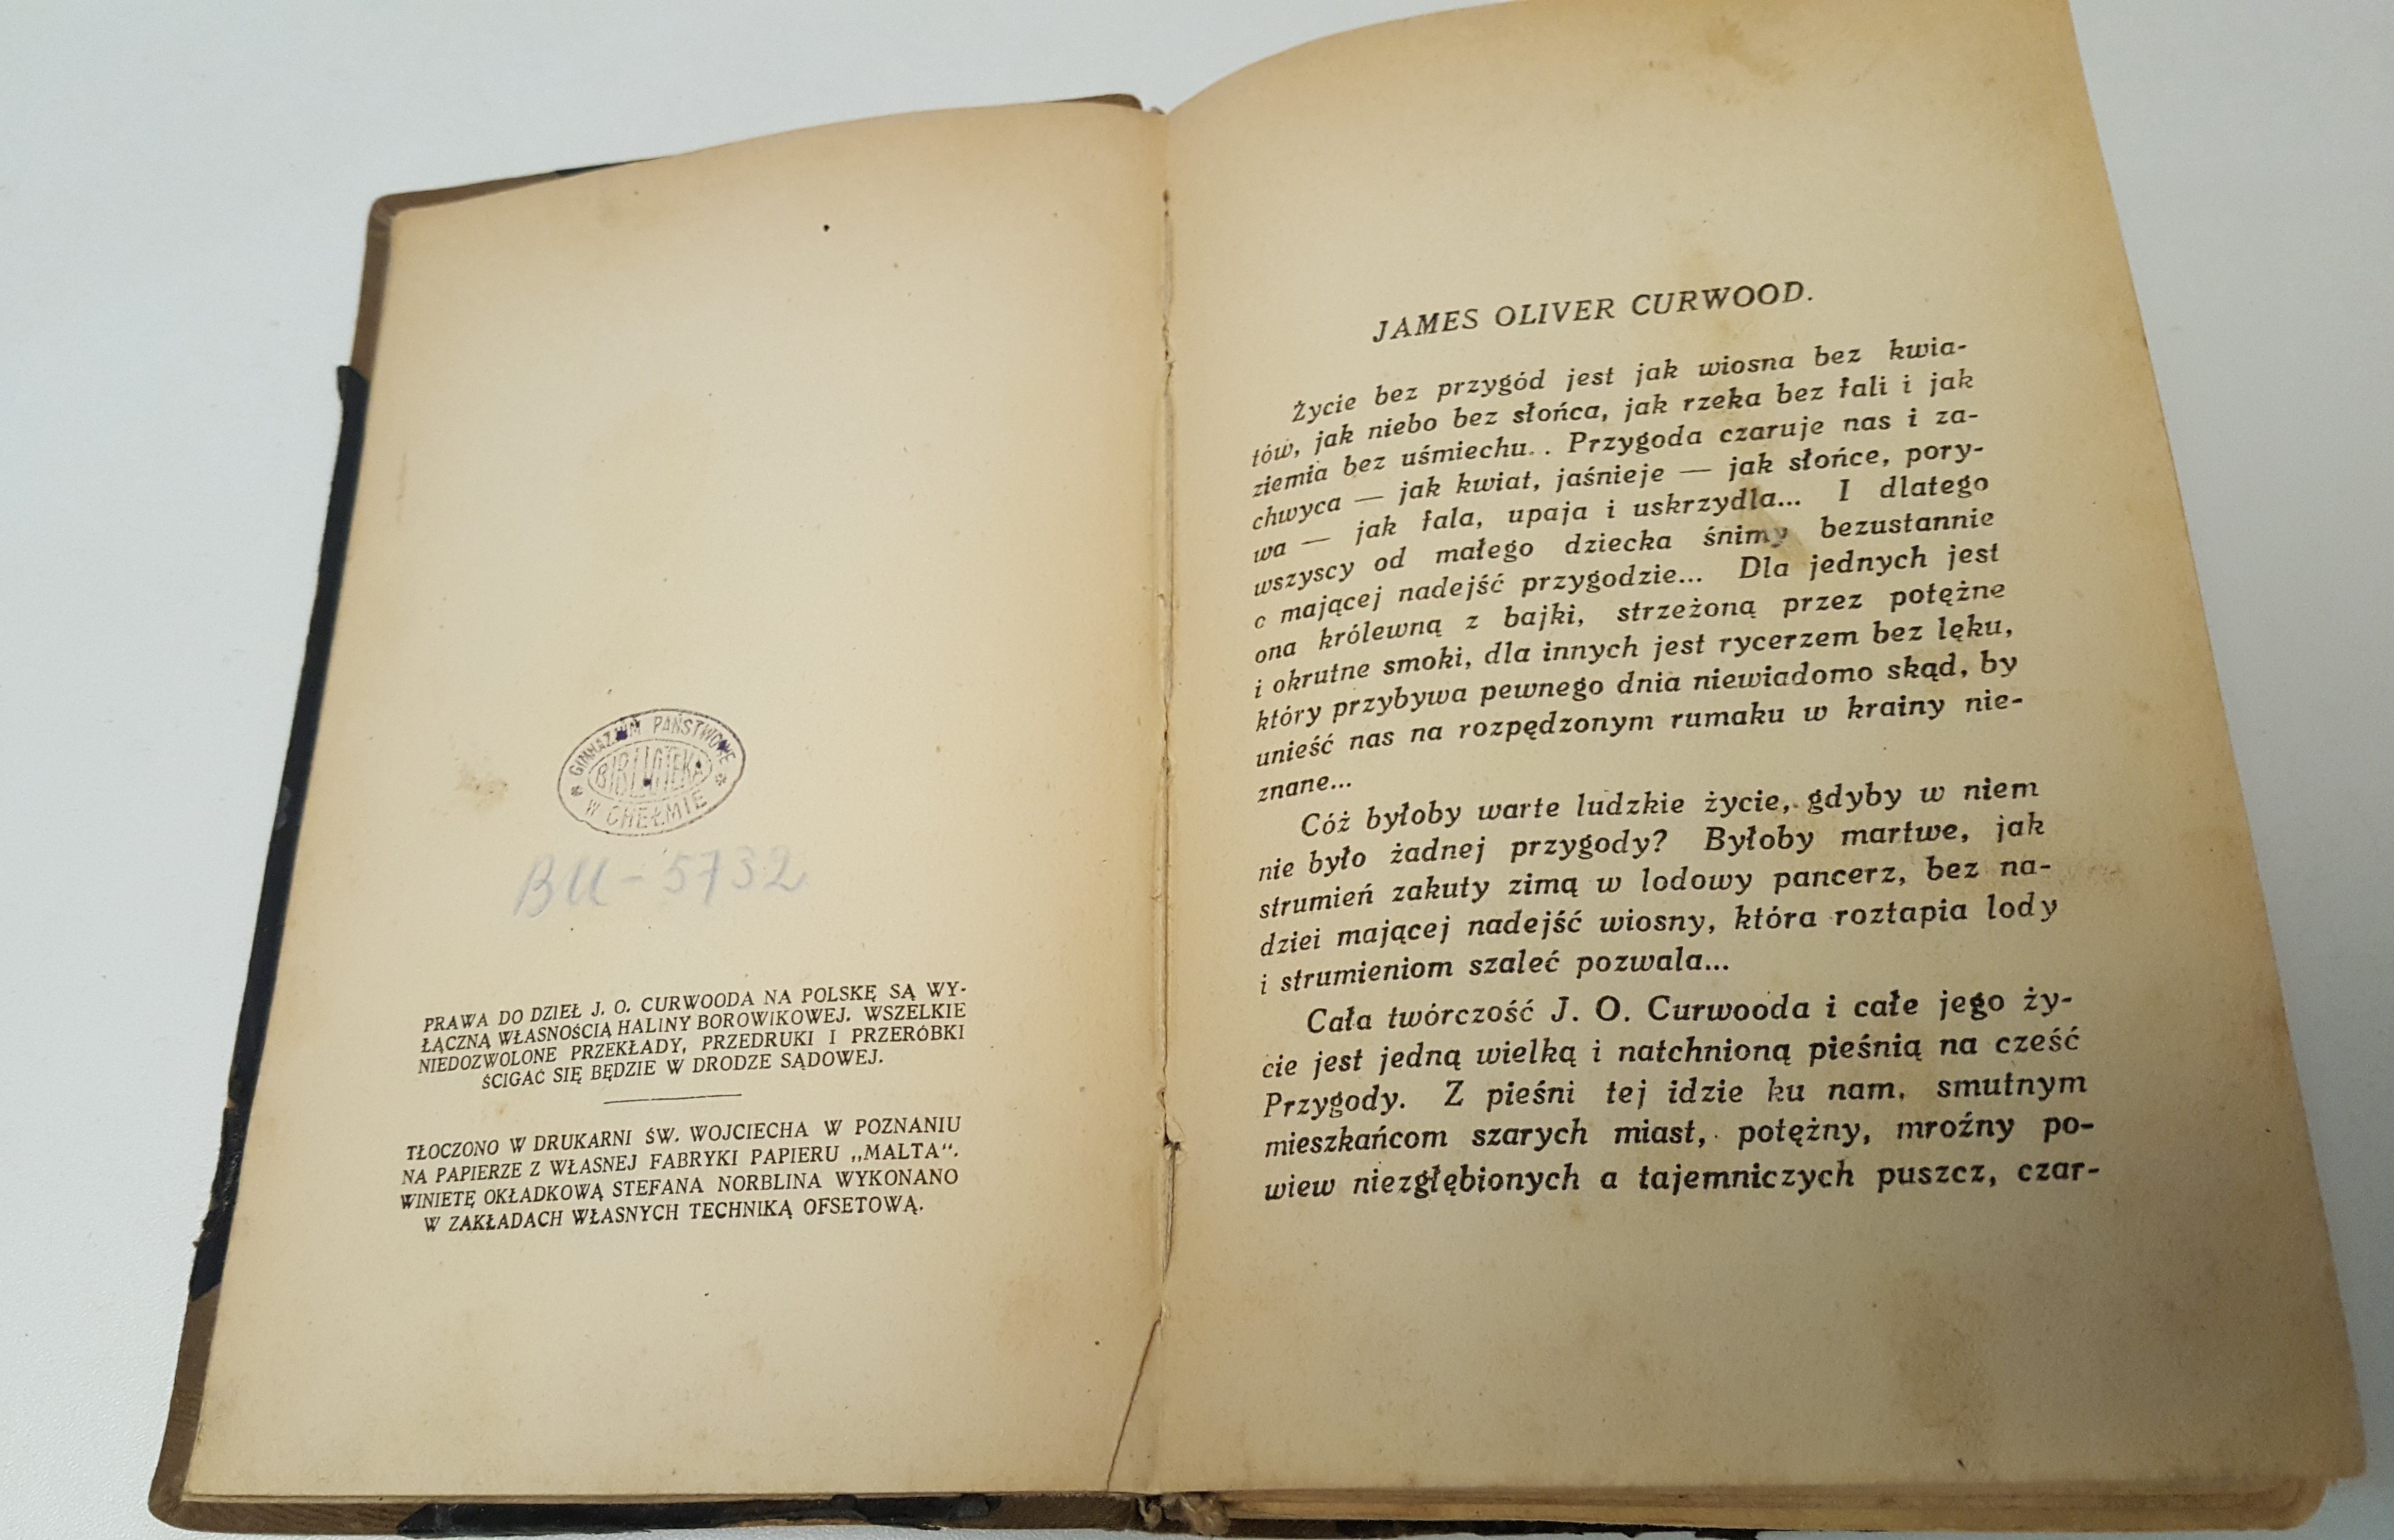 GIMNAZJUM PAŃSTWOWE
BIBLIOTEKA
W CHEŁMIE
BU-5732
PRAWA DO DZIEŁ J. O. CURWOODA NA POLSKĘ SĄ WY-
ŁĄCZNĄ WŁASNOŚCIĄ HALINY BOROWIKOWEJ. WSZELKIE
NIEDOZWOLONE PRZEKŁADY, PRZEDRUKI I PRZERÓBKI
ŚCIGAĆ SIĘ BĘDZIE W DRODZE SĄDOWEJ.
TŁOCZONO W DRUKARNI ŚW. WOJCIECHA W POZNANIU
NA PAPIERZE Z WŁASNEJ FABRYKI PAPIERU „MALTA“.
WINIETĘ OKŁADKOWĄ STEFANA NORBLINA WYKONANO
W ZAKŁADACH WŁASNYCH TECHNIKĄ OFSETOWĄ.
JAMES OLIVER CURWOOD.
Życie bez przygód jest jak wiosna bez kwia-
tów, jak niebo bez słońca, jak rzeka bez fali i jak
ziemia bez uśmiechu.. Przygoda czaruje nas i za-
chwyca — jak kwiat, jaśnieje — jak słońce, pory-
wa — jak fala, upaja i uskrzydla... I dlatego
wszyscy od małego dziecka śnimy bezustannie
o mającej nadejść przygodzie... Dla jednych jest
ona królewną z bajki, strzeżoną przez potężne
i okrutne smoki, dla innych jest rycerzem bez lęku,
który przybywa pewnego dnia niewiadomo skąd, by
unieść nas na rozpędzonym rumaku w krainy nie-
znane...
Cóż byłoby warte ludzkie życie, gdyby w niem
nie było żadnej przygody? Byłoby martwe, jak
strumień zakuty zimą w lodowy pancerz, bez na-
dziei mającej nadejść wiosny, która roztapia lody
i strumieniom szaleć pozwala...
Cała twórczość J. O. Curwooda i całe jego ży-
cie jest jedną wielką i natchnioną pieśnią na cześć
Przygody. Z pieśni tej idzie ku nam, smutnym
mieszkańcom szarych miast, potężny, mroźny po-
wiew niezgłębionych a tajemniczych puszcz, czar-